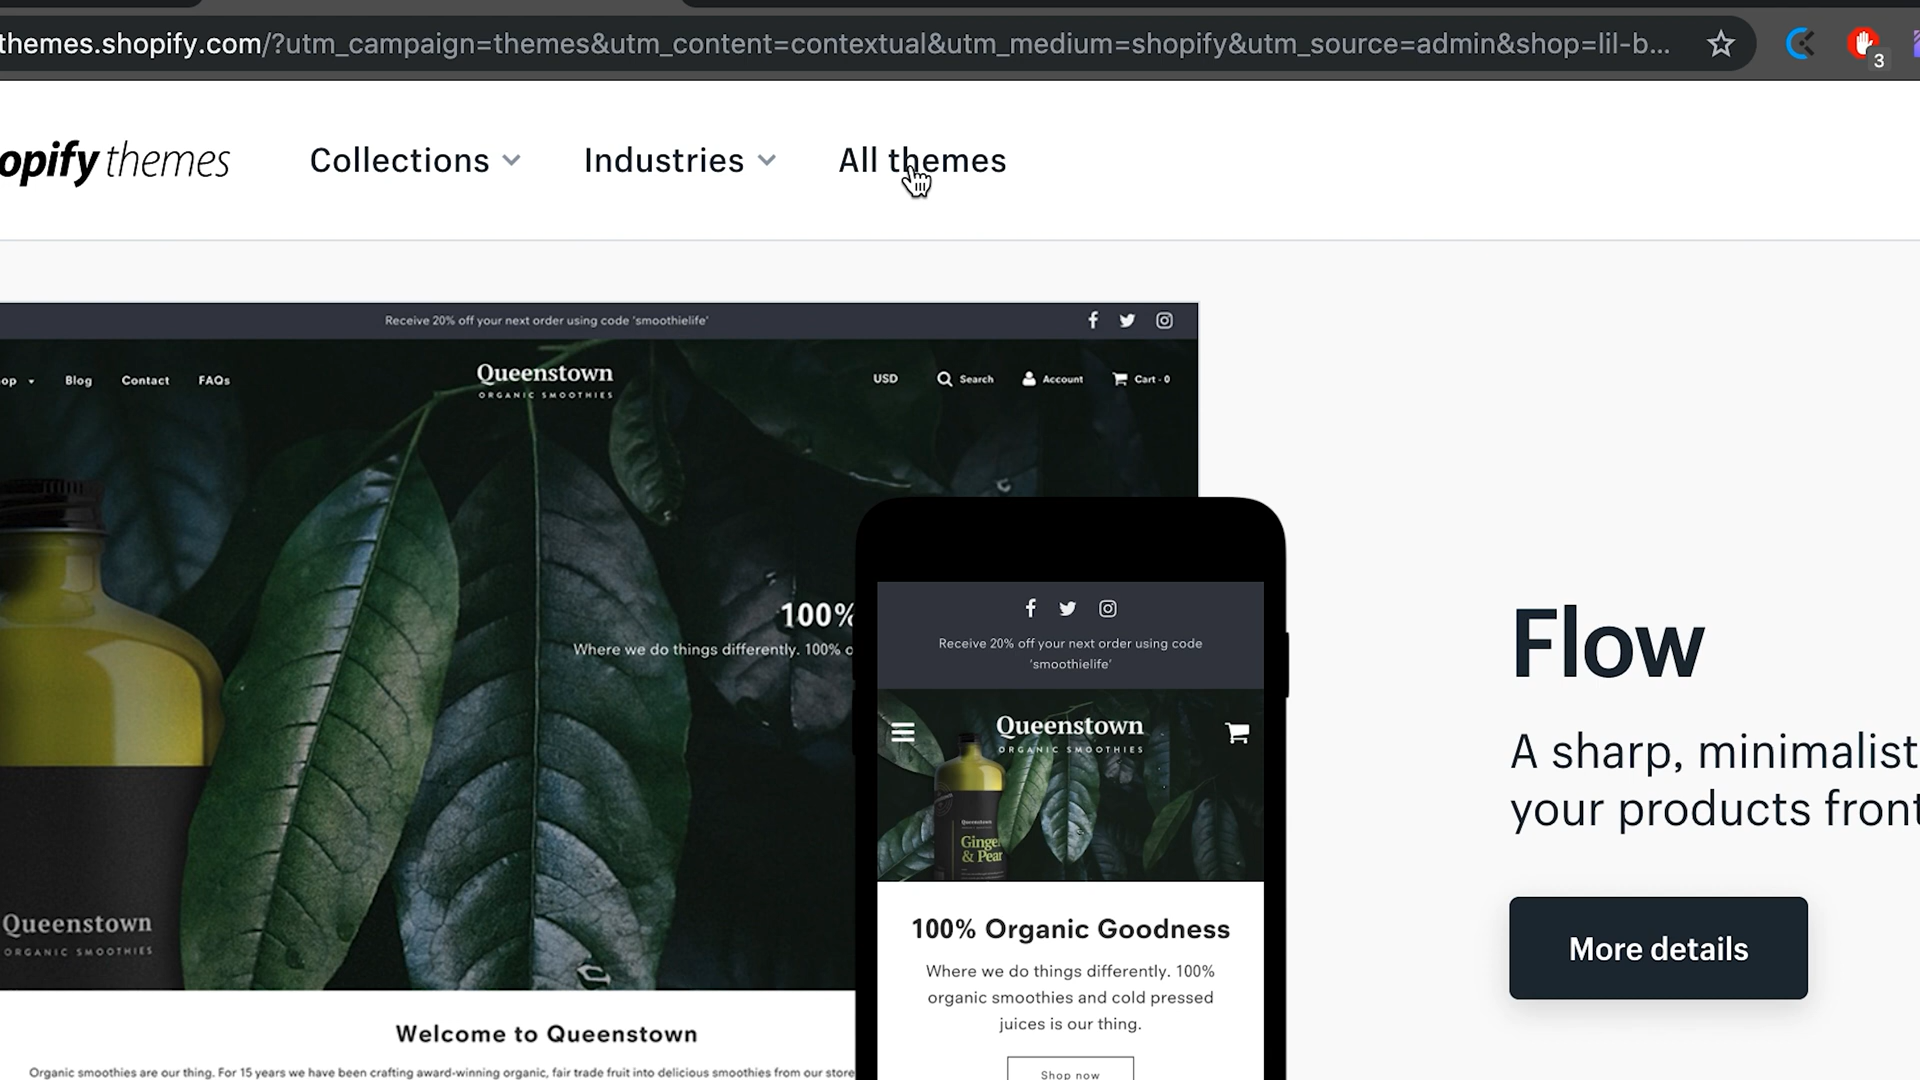 themes.shopify.com/?utm_campaign=themes&utm_content=contextual&utm_medium=shopify&utm_source=admin&shop=lil-b...
3
opify themes
Collections
Industries
All themes
Receive 20% off your next order using code 'smoothielife'
op
Blog
Contact
FAQs
Queenstown
ORGANIC SMOOTHIES
USD
Search
Account
Cart - 0
100%
Where we do things differently. 100% o
Queenstown
ORGANIC SMOOTHIES
Welcome to Queenstown
Organic smoothies are our thing. For 15 years we have been crafting award-winning organic, fair trade fruit into delicious smoothies from our store
Receive 20% off your next order using code
'smoothielife'
Queenstown
ORGANIC SMOOTHIES
Queenstown
Ginge
& Pear
100% Organic Goodness
Where we do things differently. 100%
organic smoothies and cold pressed
juices is our thing.
Shop now
Flow
A sharp, minimalist
your products front
More details